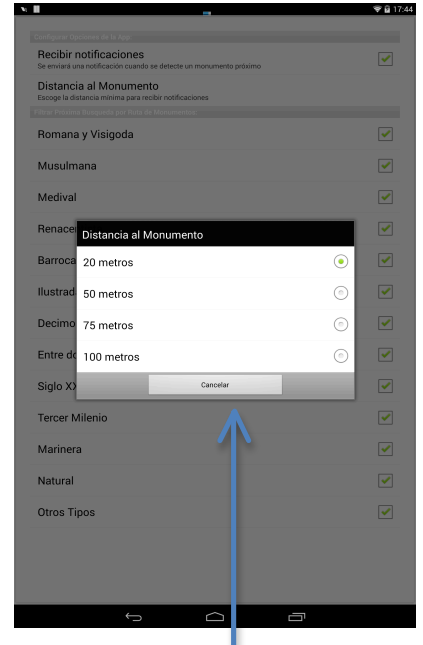 17:44
Configurar Opciones de la App
Recibir notificaciones
Se enviará una notificación cuando se detecte un monumento próximo
Distancia al Monumento
Escoge la distancia mínima para recibir notificaciones
Filtrar Próxima Búsqueda por Ruta de Monumentos
Romana y Visigoda
Musulmana
Medival
Renace
Distancia al Monumento
Barroca
20 metros
Ilustrad
50 metros
Decimo
75 metros
Entre do
100 metros
Siglo XX
Cancelar
Tercer Milenio
Marinera
Natural
Otros Tipos